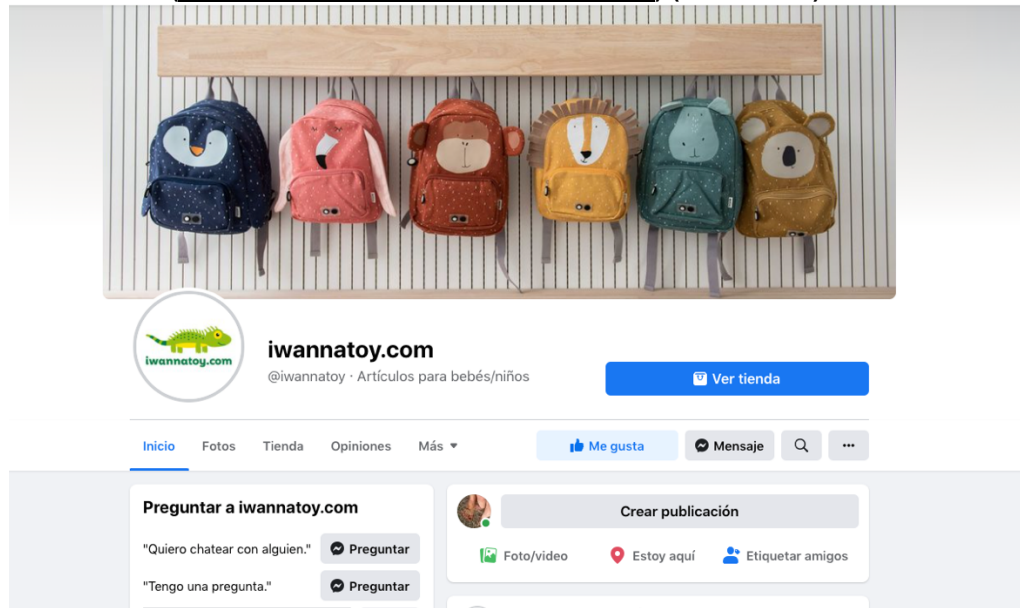 iwannatoy.com
iwannatoy.com
@iwannatoy · Artículos para bebés/niños
Ver tienda
Inicio Fotos Tienda Opiniones Más
Me gusta Mensaje
Preguntar a iwannatoy.com
"Quiero chatear con alguien." Preguntar
"Tengo una pregunta." Preguntar
Crear publicación
Foto/video Estoy aquí Etiquetar amigos